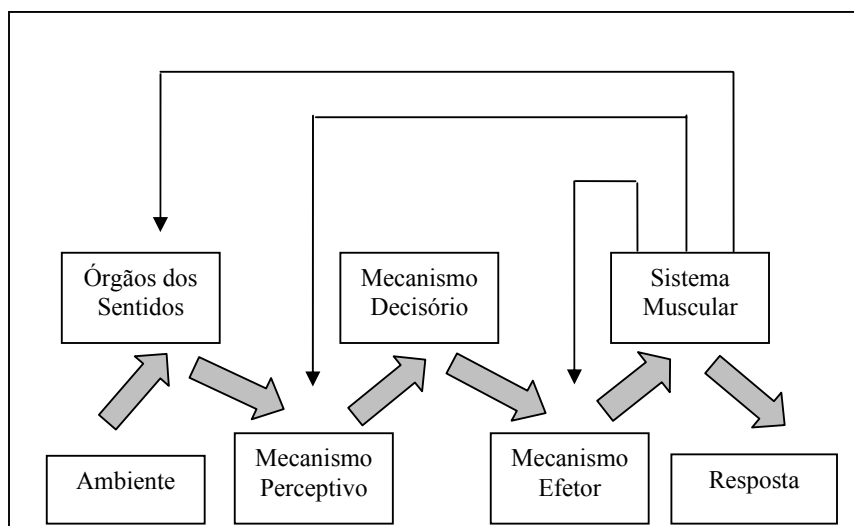 Órgãos dos
Sentidos
Mecanismo
Decisório
Sistema
Muscular
Ambiente
Mecanismo
Perceptivo
Mecanismo
Efetor
Resposta